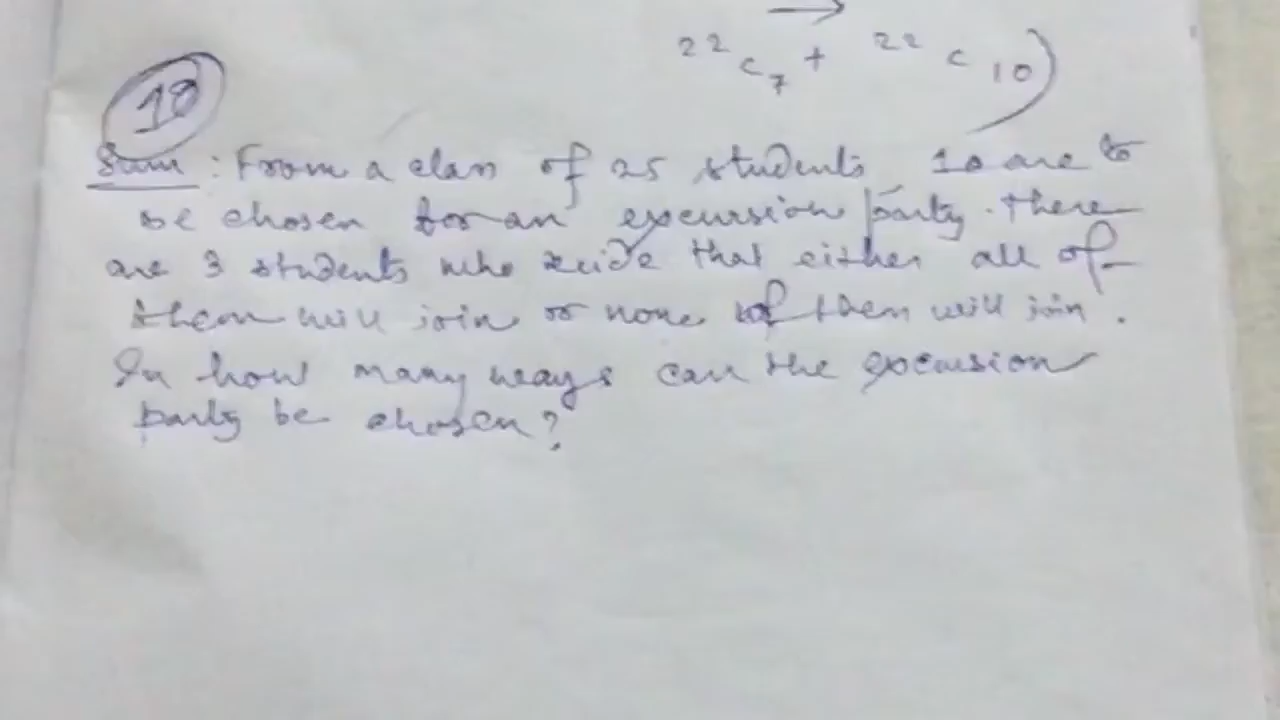 →
²²C₇ + ²²C₁₀)
10
Sum : From a class of 25 students 10 are to
be chosen for an excursion party. There
are 3 students who decide that either all of
them will join or none of them will join.
In how many ways can the excursion
party be chosen?